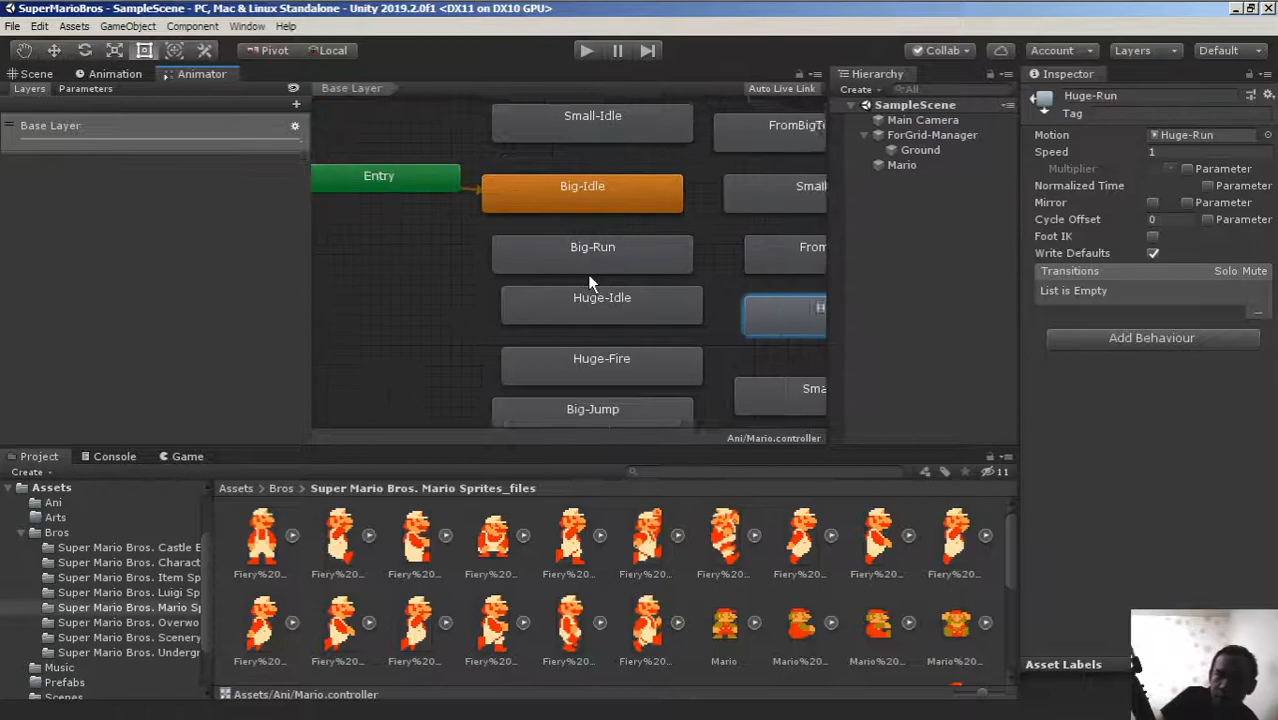 SuperMarioBros - SampleScene - PC, Mac & Linux Standalone - Unity 2019.2.0f1 <DX11 on DX10 GPU>
File Edit Assets GameObject Component Window Help
Pivot Local Collab Account Layers Default
Scene Animation Animator
Layers Parameters
Base Layer Auto Live Link
Base Layer
Small-Idle
FromBigTe
Entry
Big-Idle
Small
Big-Run
From
Huge-Idle
Huge-Fire
Sma
Big-Jump
Ani/Mario.controller
Hierarchy
Create All
SampleScene
Main Camera
ForGrid-Manager
Ground
Mario
Inspector
Huge-Run
Tag
Motion Huge-Run
Speed 1
Multiplier Parameter
Normalized Time Parameter
Mirror Parameter
Cycle Offset 0 Parameter
Foot IK
Write Defaults
Transitions Solo Mute
List is Empty
Add Behaviour
Asset Labels
Project Console Game
Create 11
Assets
Ani
Arts
Bros
Super Mario Bros. Castle E
Super Mario Bros. Charact
Super Mario Bros. Item Sp
Super Mario Bros. Luigi Sp
Super Mario Bros. Mario Sp
Super Mario Bros. Overwo
Super Mario Bros. Scenery
Super Mario Bros. Undergr
Music
Prefabs
Scenes
Assets Bros Super Mario Bros. Mario Sprites_files
Fiery%20... Fiery%20... Fiery%20... Fiery%20... Fiery%20... Fiery%20... Fiery%20... Fiery%20... Fiery%20... Fiery%20...
Fiery%20... Fiery%20... Fiery%20... Fiery%20... Fiery%20... Fiery%20... Mario Mario%20... Mario%20... Mario%20...
Assets/Ani/Mario.controller